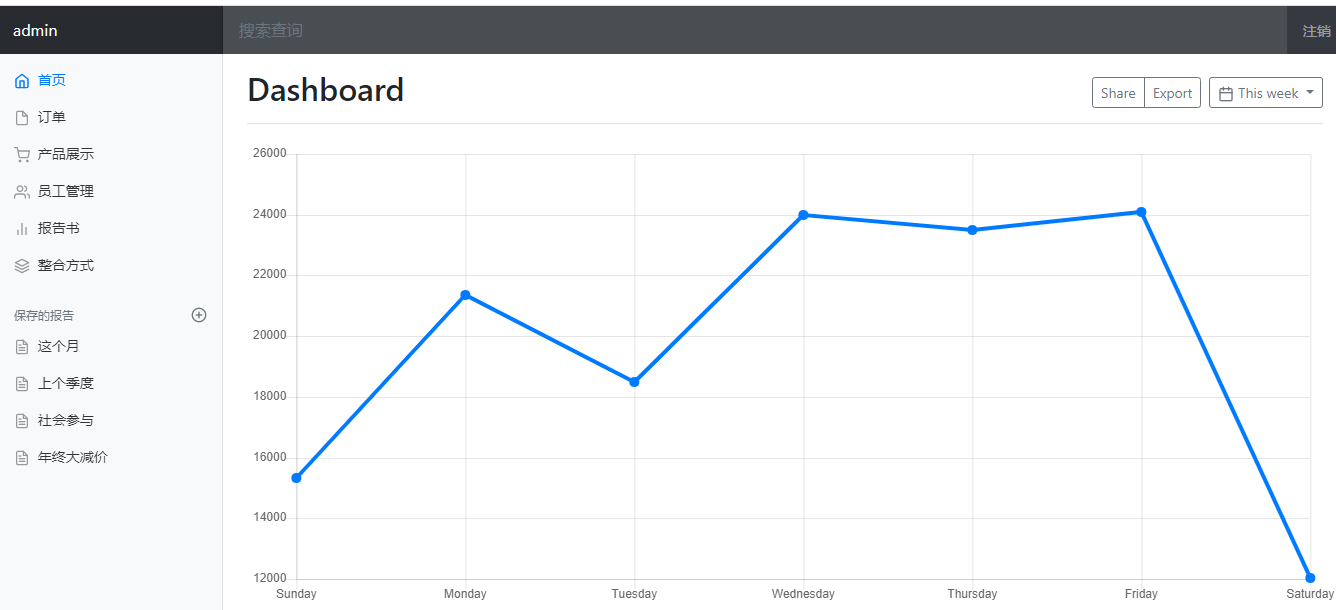 admin
搜索查询
注销
首页
订单
产品展示
员工管理
报告书
整合方式
保存的报告
这个月
上个季度
社会参与
年终大减价
Dashboard
Share
Export
This week
26000
24000
22000
20000
18000
16000
14000
12000
Sunday
Monday
Tuesday
Wednesday
Thursday
Friday
Saturday